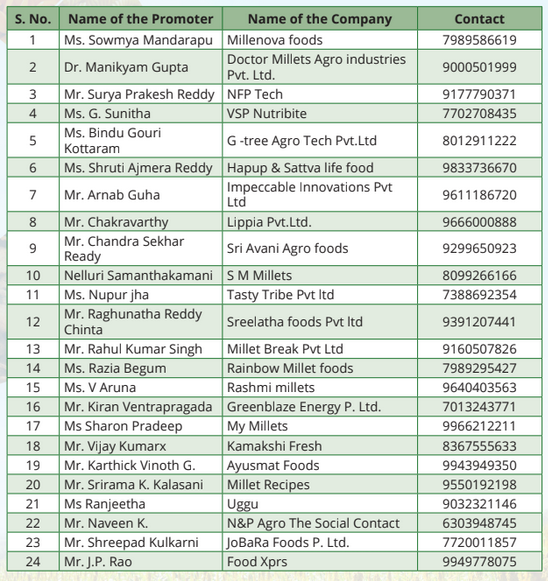 S. No. Name of the Promoter Name of the Company Contact
1 Ms. Sowmya Mandarapu Millenova foods 7989586619
2 Dr. Manikyam Gupta Doctor Millets Agro industries Pvt. Ltd. 9000501999
3 Mr. Surya Prakesh Reddy NFP Tech 9177790371
4 Ms. G. Sunitha VSP Nutribite 7702708435
5 Ms. Bindu Gouri Kottaram G -tree Agro Tech Pvt.Ltd 8012911222
6 Ms. Shruti Ajmera Reddy Hapup & Sattva life food 9833736670
7 Mr. Arnab Guha Impeccable Innovations Pvt Ltd 9611186720
8 Mr. Chakravarthy Lippia Pvt.Ltd. 9666000888
9 Mr. Chandra Sekhar Ready Sri Avani Agro foods 9299650923
10 Nelluri Samanthakamani S M Millets 8099266166
11 Ms. Nupur jha Tasty Tribe Pvt ltd 7388692354
12 Mr. Raghunatha Reddy Chinta Sreelatha foods Pvt ltd 9391207441
13 Mr. Rahul Kumar Singh Millet Break Pvt Ltd 9160507826
14 Ms. Razia Begum Rainbow Millet foods 7989295427
15 Ms. V Aruna Rashmi millets 9640403563
16 Mr. Kiran Ventrapragada Greenblaze Energy P. Ltd. 7013243771
17 Ms Sharon Pradeep My Millets 9966212211
18 Mr. Vijay Kumarx Kamakshi Fresh 8367555633
19 Mr. Karthick Vinoth G. Ayusmat Foods 9943949350
20 Mr. Srirama K. Kalasani Millet Recipes 9550192198
21 Ms Ranjeetha Uggu 9032321146
22 Mr. Naveen K. N&P Agro The Social Contact 6303948745
23 Mr. Shreepad Kulkarni JoBaRa Foods P. Ltd. 7720011857
24 Mr. J.P. Rao Food Xprs 9949778075